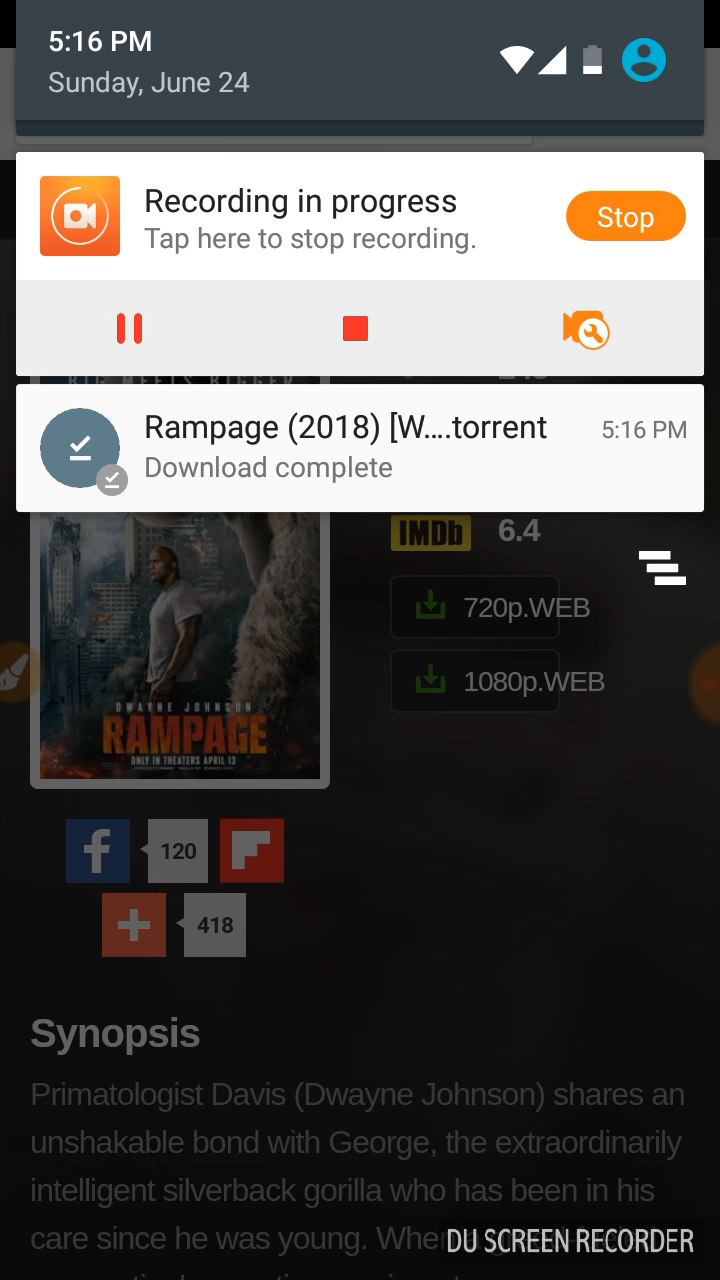 5:16 PM
Sunday, June 24
Recording in progress
Tap here to stop recording.
Stop
Rampage (2018) [W....torrent
5:16 PM
Download complete
IMDb 6.4
720p.WEB
1080p.WEB
DWAYNE JOHNSON
RAMPAGE
ONLY IN THEATERS APRIL 13
120
418
Synopsis
Primatologist Davis (Dwayne Johnson) shares an
unshakable bond with George, the extraordinarily
intelligent silverback gorilla who has been in his
care since he was young. When a
DU SCREEN RECORDER